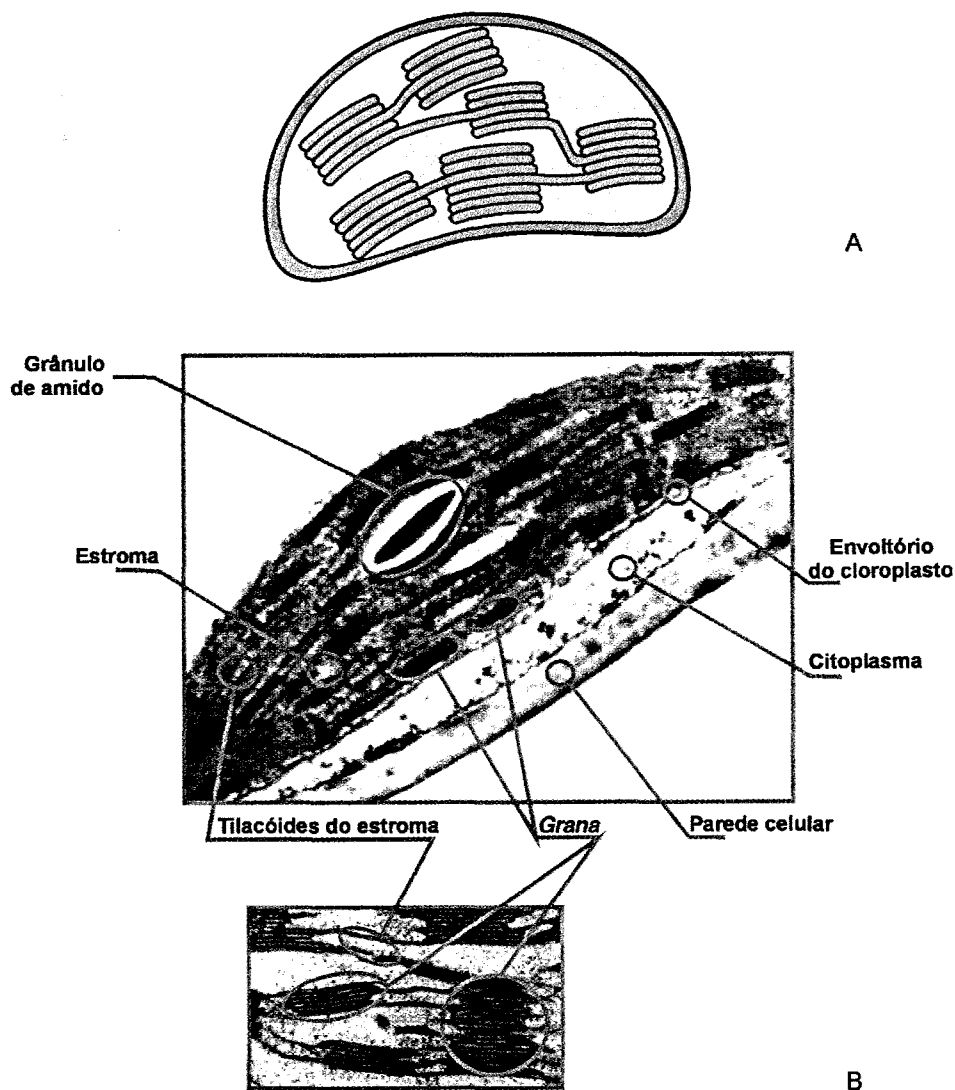 A
Grânulo
de amido
Estroma
Envoltório
do cloroplasto
Citoplasma
Tilacóides do estroma
Grana
Parede celular
B